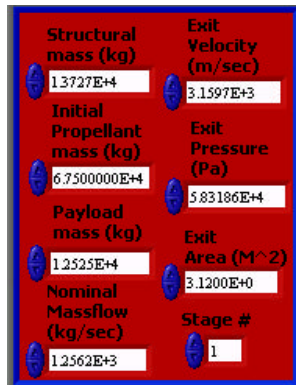 Structural
mass (kg)
1.3727E+4
Initial
Propellant
mass (kg)
6.7500000E+4
Payload
mass (kg)
1.2525E+4
Nominal
Massflow
(kg/sec)
1.2562E+3
Exit
Velocity
(m/sec)
3.1597E+3
Exit
Pressure
(Pa)
5.83186E+4
Exit
Area (M^2)
3.1200E+0
Stage #
1